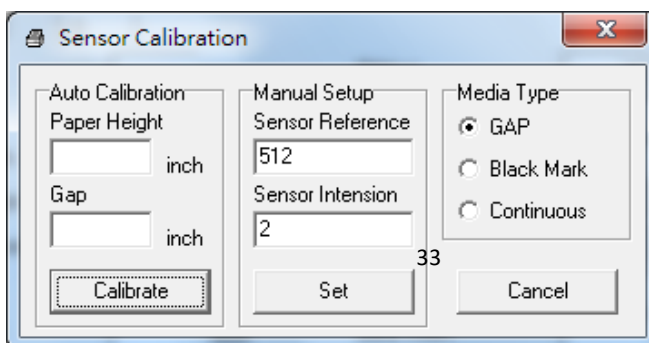 Sensor Calibration
Auto Calibration
Paper Height
inch
Gap
inch
Calibrate
Manual Setup
Sensor Reference
512
Sensor Intension
2
33
Set
Media Type
GAP
Black Mark
Continuous
Cancel